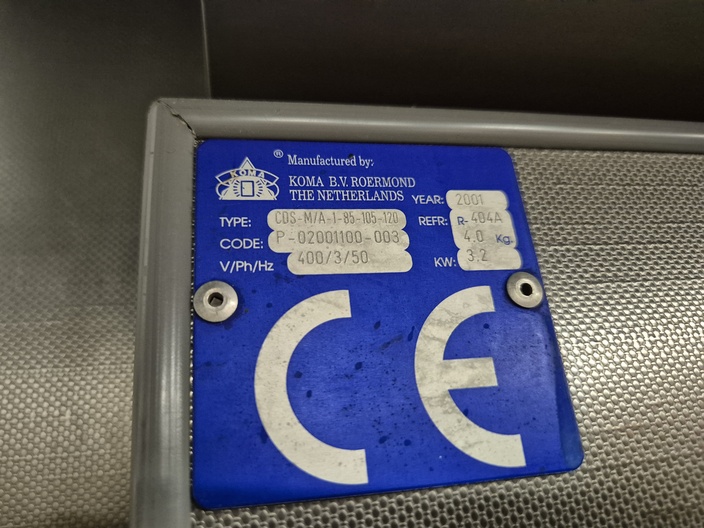 ® Manufactured by:
KOMA
KOMA B.V. ROERMOND
THE NETHERLANDS
YEAR: 2001
TYPE: CDS-M/A-1-85-105-120
REFR: R-404A
CODE: P-02001100-003
4.0 Kg.
V/Ph/Hz 400/3/50
KW: 3.2
CE